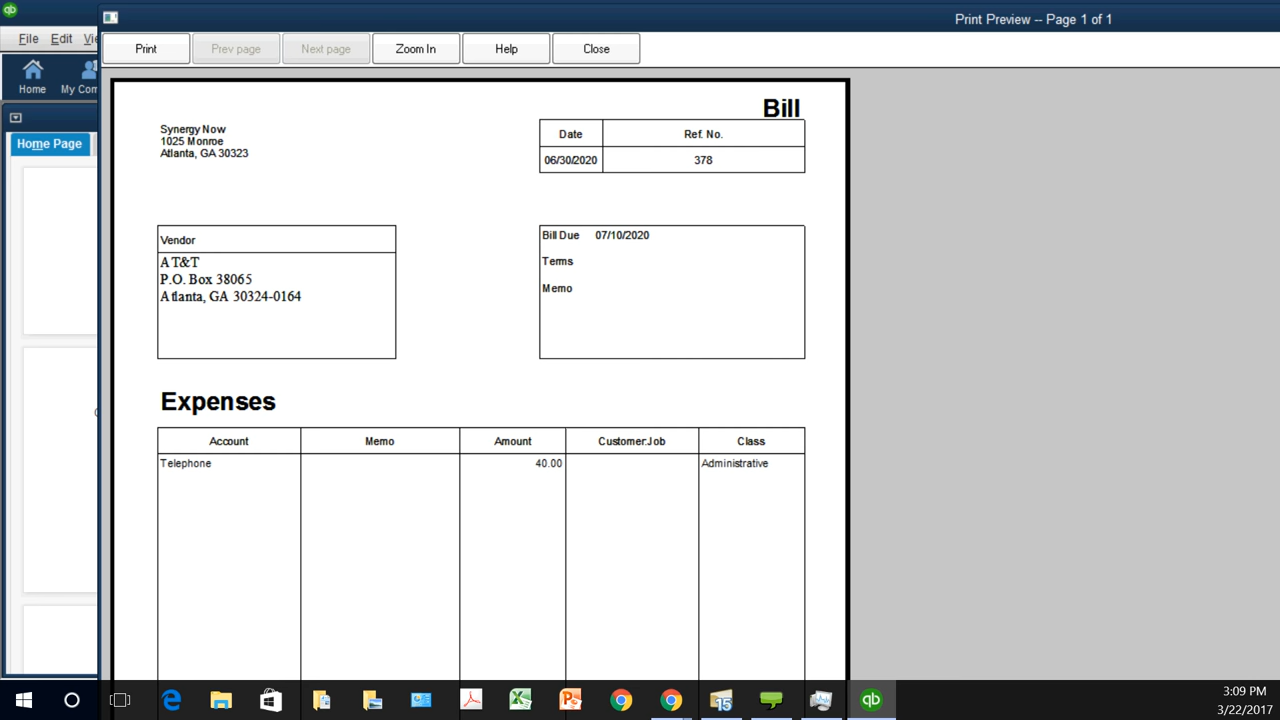 Print Preview -- Page 1 of 1
File Edit
Print Prev page Next page Zoom In Help Close
Home My Com
Home Page
Bill
Synergy Now
1025 Monroe
Atlanta, GA 30323
Date Ref. No.
06/30/2020 378
Vendor
AT&T
P.O. Box 38065
Atlanta, GA 30324-0164
Bill Due 07/10/2020
Terms
Memo
Expenses
Account Memo Amount Customer:Job Class
Telephone 40.00 Administrative
15
3:09 PM
3/22/2017